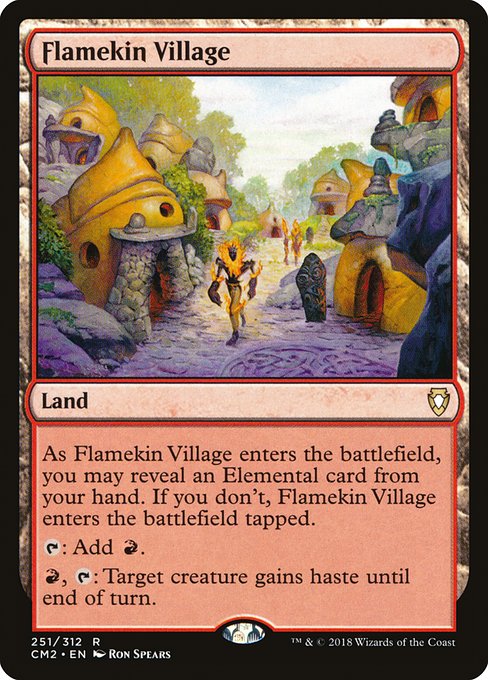 Flamekin Village
Land
As Flamekin Village enters the battlefield,
you may reveal an Elemental card from
your hand. If you don't, Flamekin Village
enters the battlefield tapped.
: Add .
, : Target creature gains haste until
end of turn.
251/312 R
CM2 • EN Ron Spears
™ & © 2018 Wizards of the Coast